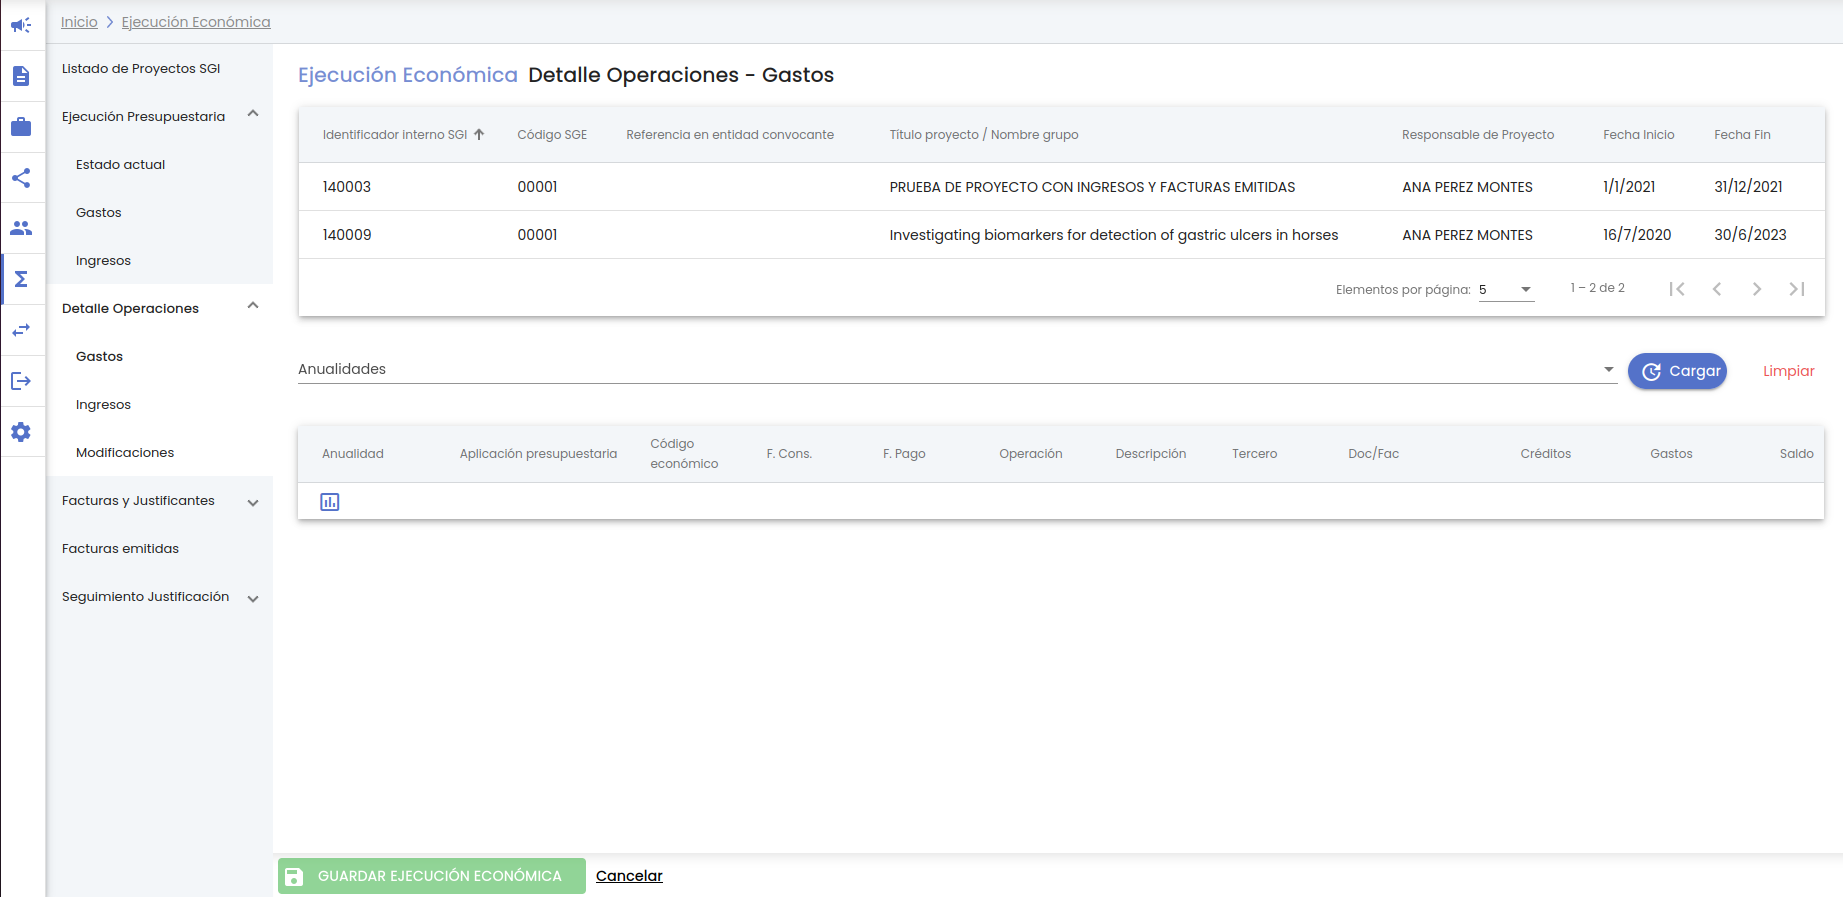 Inicio > Ejecución Económica
Listado de Proyectos SGI
Ejecución Presupuestaria
Estado actual
Gastos
Ingresos
Detalle Operaciones
Gastos
Ingresos
Modificaciones
Facturas y Justificantes
Facturas emitidas
Seguimiento Justificación
Ejecución Económica Detalle Operaciones - Gastos
Identificador interno SGI Código SGE Referencia en entidad convocante Título proyecto / Nombre grupo Responsable de Proyecto Fecha Inicio Fecha Fin
140003 00001 PRUEBA DE PROYECTO CON INGRESOS Y FACTURAS EMITIDAS ANA PEREZ MONTES 1/1/2021 31/12/2021
140009 00001 Investigating biomarkers for detection of gastric ulcers in horses ANA PEREZ MONTES 16/7/2020 30/6/2023
Elementos por página: 5 1 – 2 de 2
Anualidades Cargar Limpiar
Anualidad Aplicación presupuestaria Código económico F. Cons. F. Pago Operación Descripción Tercero Doc/Fac Créditos Gastos Saldo
GUARDAR EJECUCIÓN ECONÓMICA Cancelar